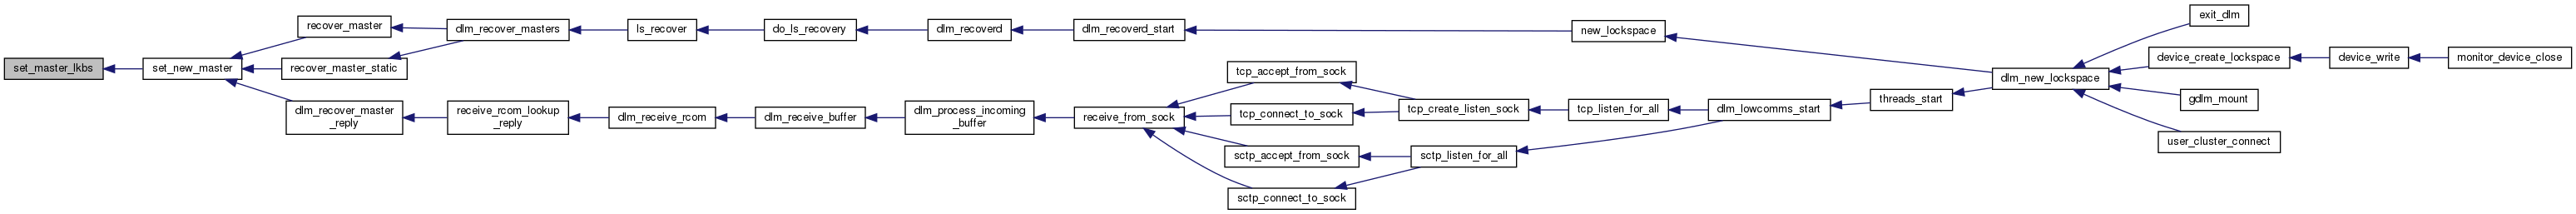 set_master_lkbs
set_new_master
recover_master
recover_master_static
dlm_recover_master
_reply
dlm_recover_masters
receive_rcom_lookup
_reply
ls_recover
dlm_receive_rcom
do_ls_recovery
dlm_receive_buffer
dlm_recoverd
dlm_process_incoming
_buffer
dlm_recoverd_start
receive_from_sock
tcp_accept_from_sock
tcp_connect_to_sock
sctp_accept_from_sock
sctp_connect_to_sock
tcp_create_listen_sock
sctp_listen_for_all
new_lockspace
tcp_listen_for_all
dlm_lowcomms_start
threads_start
dlm_new_lockspace
exit_dlm
device_create_lockspace
gdlm_mount
user_cluster_connect
device_write
monitor_device_close